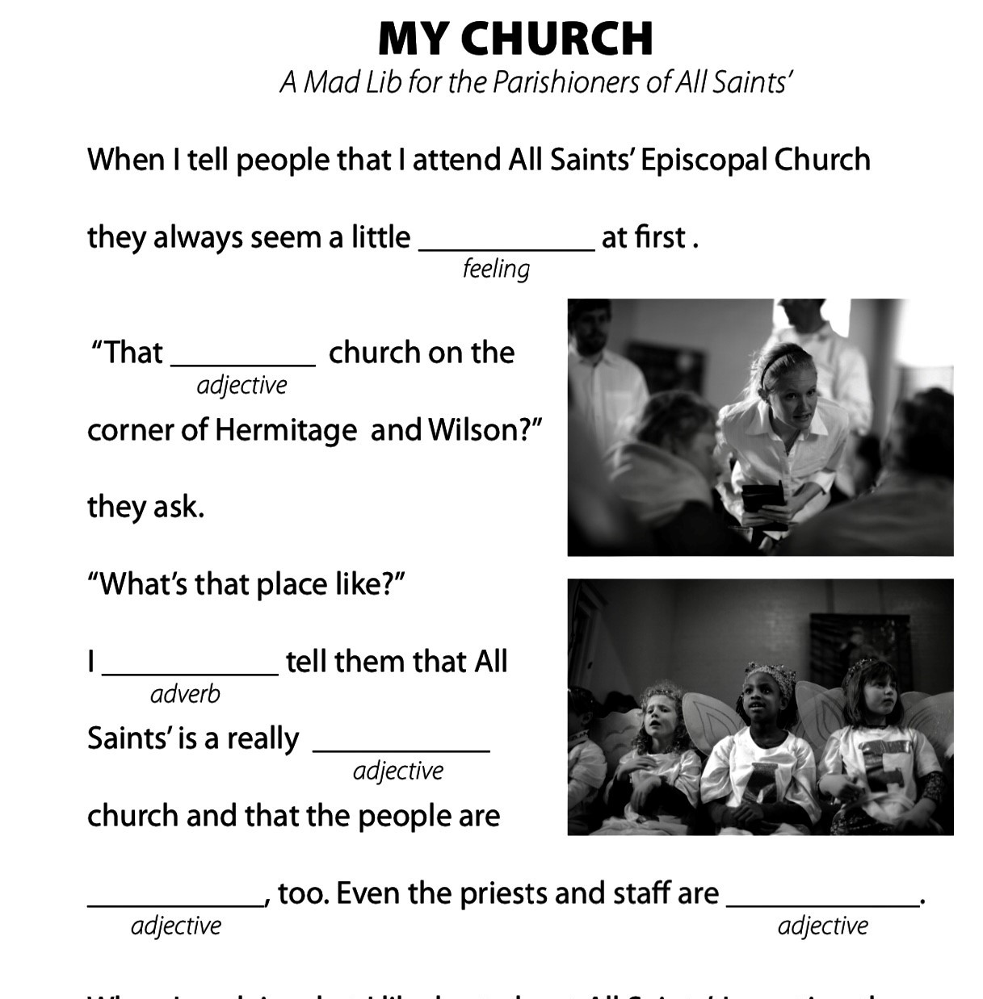 MY CHURCH
A Mad Lib for the Parishioners of All Saints’
When I tell people that I attend All Saints’ Episcopal Church
they always seem a little ___________ at first .
feeling
“That _________ church on the
adjective
corner of Hermitage and Wilson?”
they ask.
“What’s that place like?”
I ___________ tell them that All
adverb
Saints’ is a really ___________
adjective
church and that the people are
___________, too. Even the priests and staff are ____________.
adjective adjective